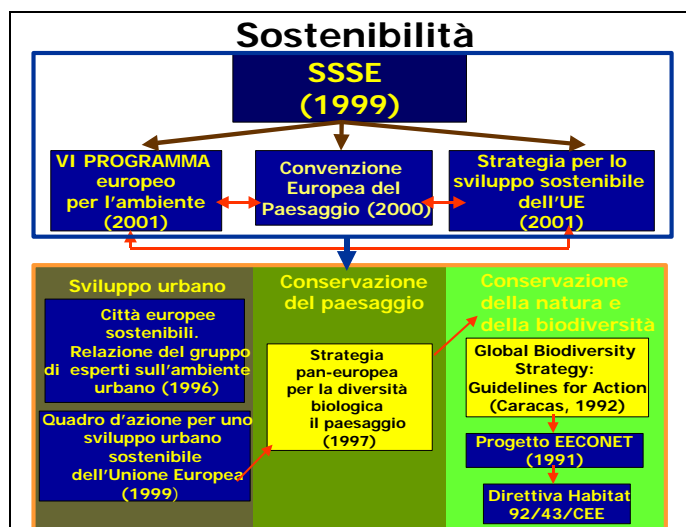 Sostenibilità
SSSE
(1999)
VI PROGRAMMA
europeo
per l'ambiente
(2001)
Convenzione
Europea del
Paesaggio (2000)
Strategia per lo
sviluppo sostenibile
dell'UE
(2001)
Sviluppo urbano
Città europee
sostenibili.
Relazione del gruppo
di esperti sull'ambiente
urbano (1996)
Quadro d'azione per uno
sviluppo urbano
sostenibile
dell'Unione Europea
(1999)
Conservazione
del paesaggio
Strategia
pan-europea
per la diversità
biologica
il paesaggio
(1997)
Conservazione
della natura e
della biodiversità
Global Biodiversity
Strategy:
Guidelines for Action
(Caracas, 1992)
Progetto EECONET
(1991)
Direttiva Habitat
92/43/CEE